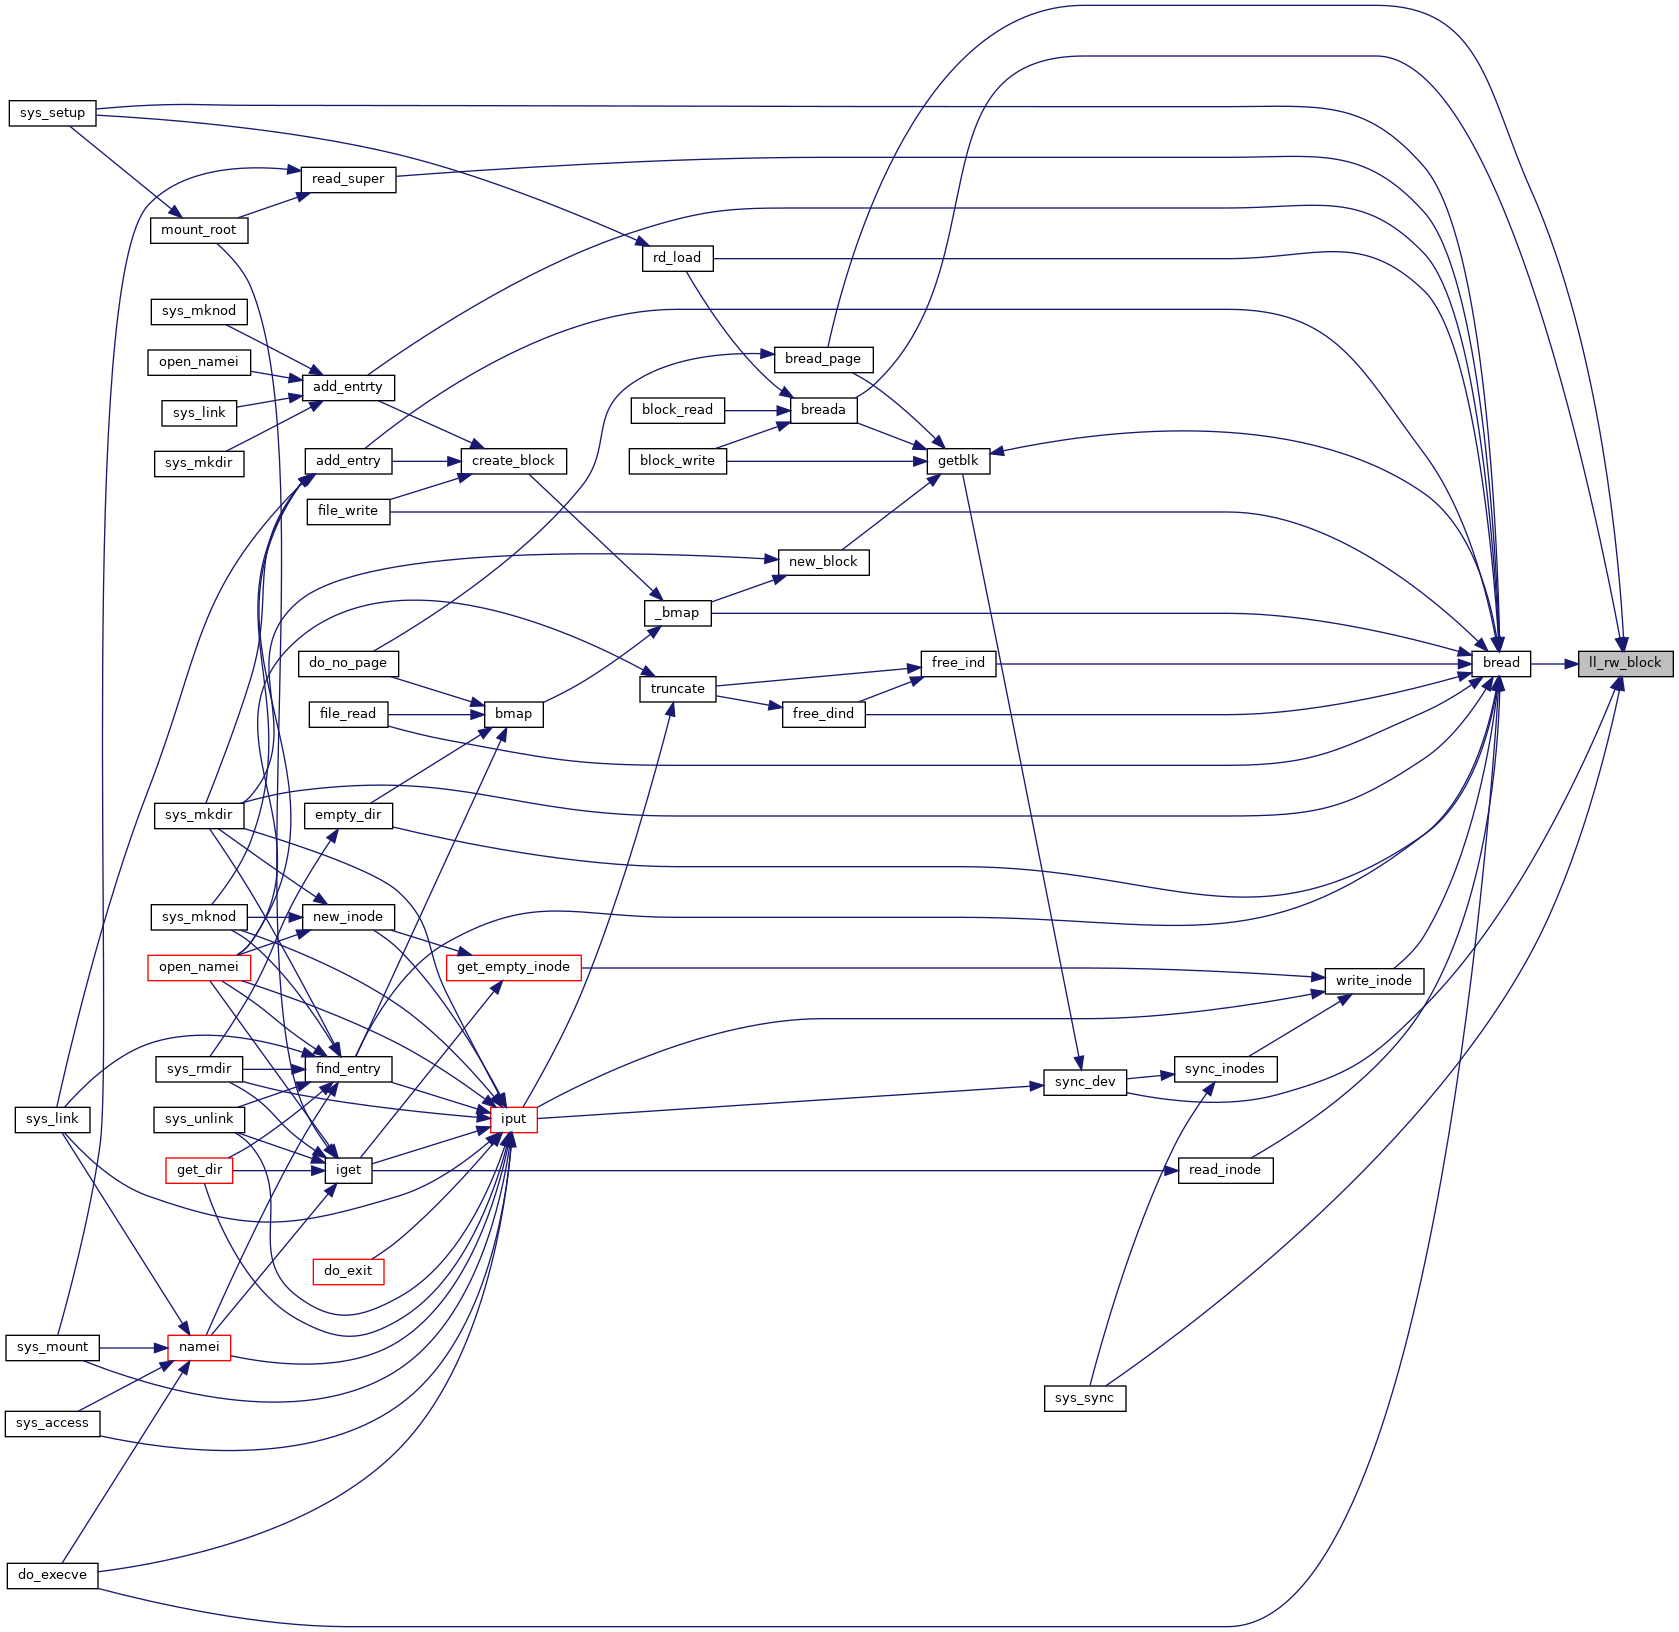 sys_setup
read_super
mount_root
rd_load
sys_mknod
bread_page
open_namei
add_entrty
sys_link
block_read
breada
sys_mkdir
add_entry
create_block
block_write
getblk
file_write
new_block
_bmap
do_no_page
free_ind
bread
ll_rw_block
truncate
file_read
bmap
free_dind
sys_mkdir
empty_dir
sys_mknod
new_inode
open_namei
get_empty_inode
write_inode
sys_rmdir
find_entry
sync_dev
sync_inodes
sys_link
sys_unlink
iput
get_dir
iget
read_inode
do_exit
sys_mount
namei
sys_sync
sys_access
do_execve